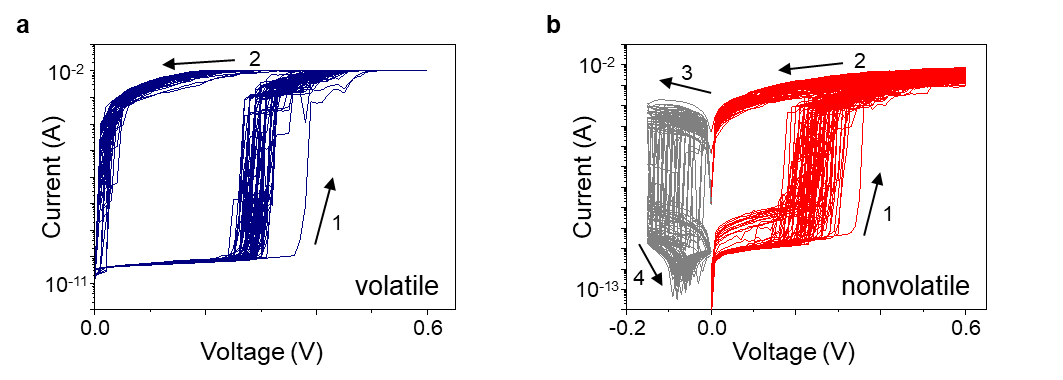 a
b
2
1
10-2
10-11
Current (A)
volatile
0.0
0.6
Voltage (V)
3
2
1
4
10-2
10-13
Current (A)
nonvolatile
-0.2
0.0
0.6
Voltage (V)